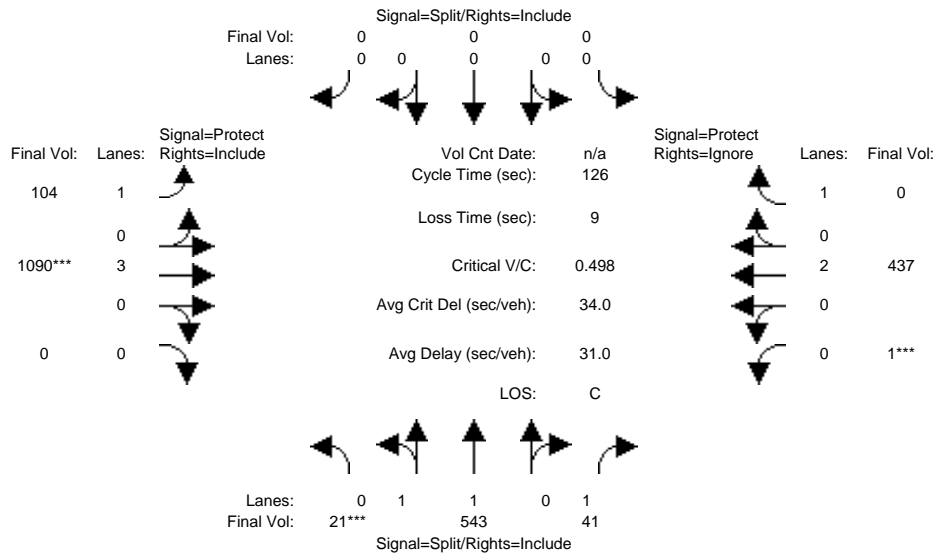 Signal=Split/Rights=Include
Final Vol: 0 0 0
Lanes: 0 0 0 0 0
Signal=Protect Signal=Protect
Final Vol: Lanes: Rights=Include Vol Cnt Date: n/a Rights=Ignore Lanes: Final Vol:
Cycle Time (sec): 126
104 1 1 0
Loss Time (sec): 9
0 0
1090*** 3 Critical V/C: 0.498 2 437
0 Avg Crit Del (sec/veh): 34.0 0
0 0 Avg Delay (sec/veh): 31.0 0 1***
LOS: C
Lanes: 0 1 1 0 1
Final Vol: 21*** 543 41
Signal=Split/Rights=Include